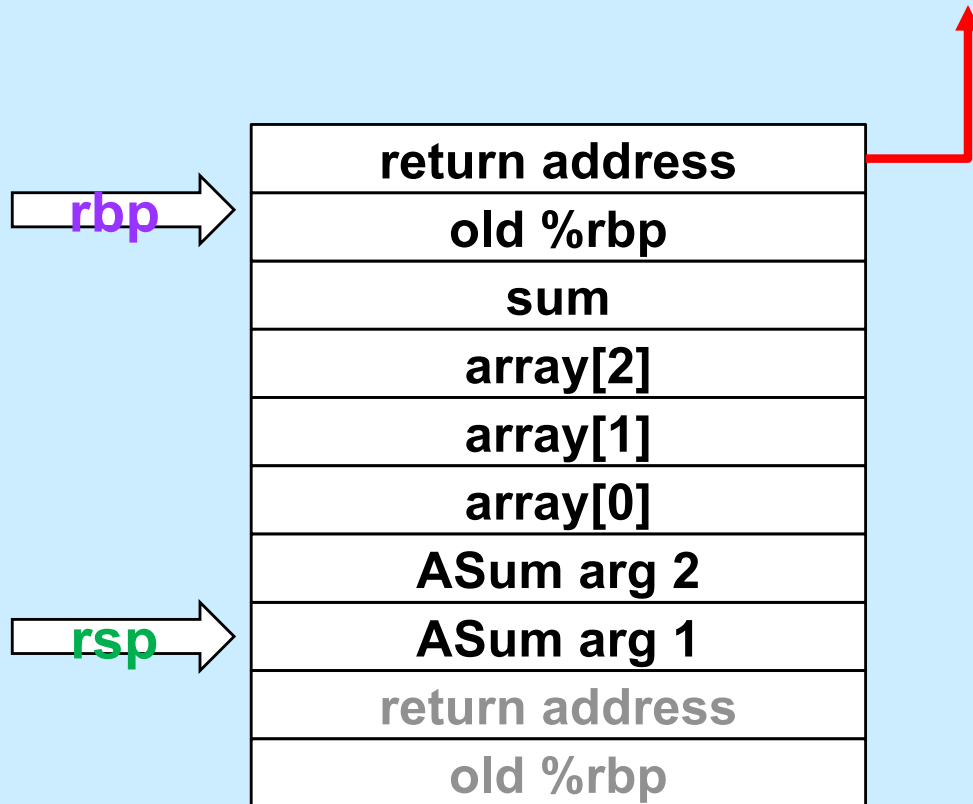 return address
rbp
old %rbp
sum
array[2]
array[1]
array[0]
ASum arg 2
rsp
ASum arg 1
return address
old %rbp